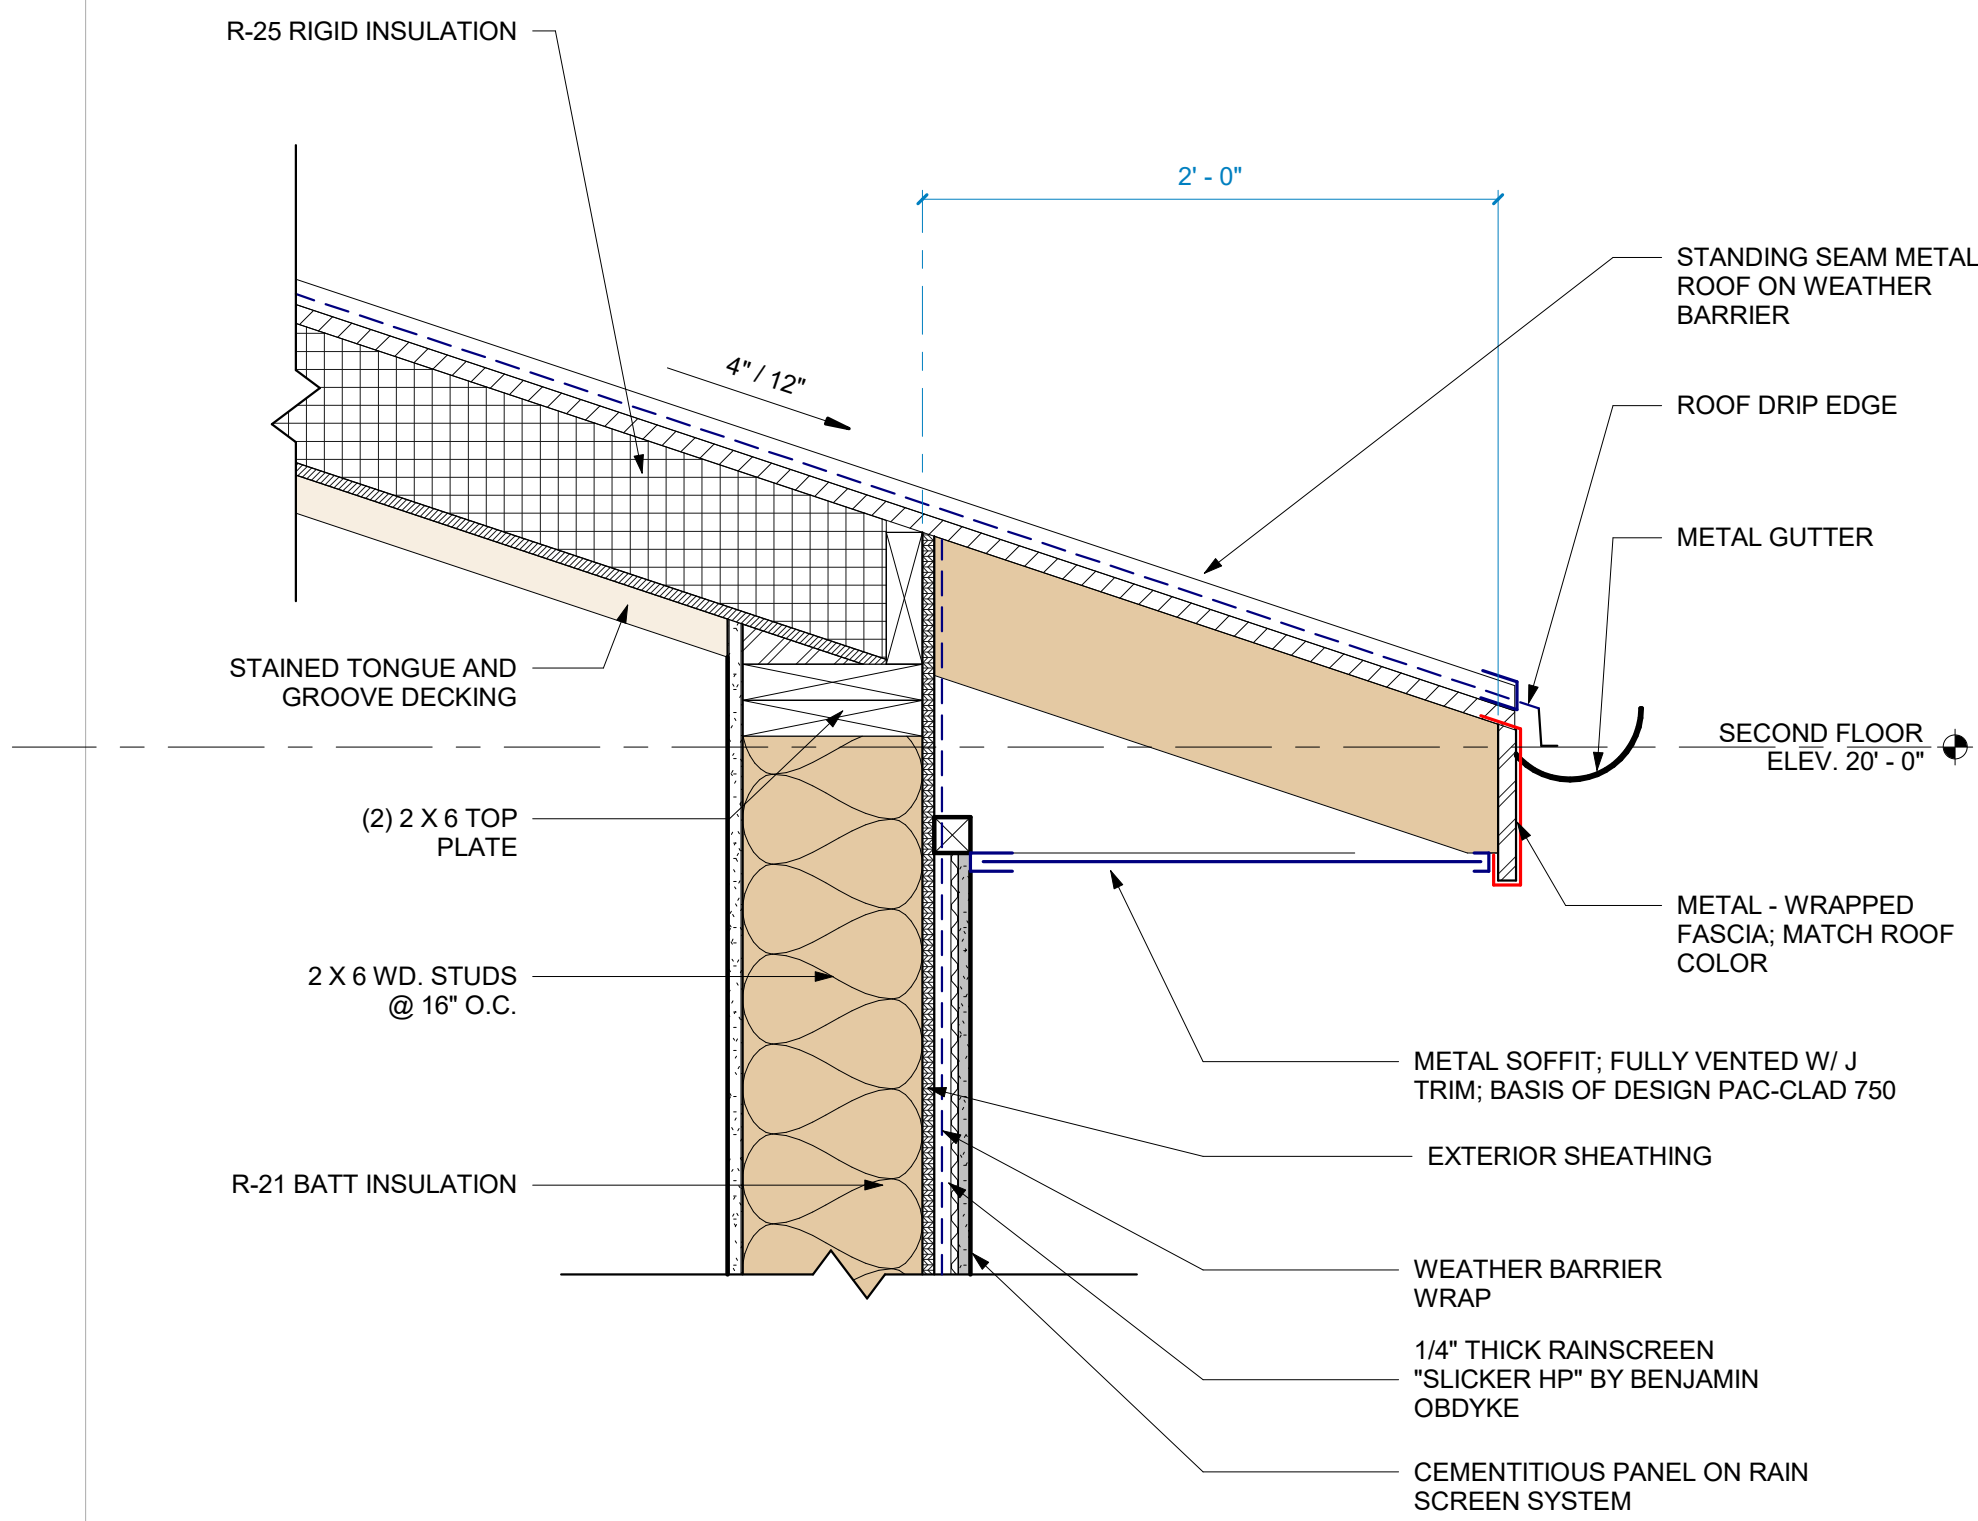 R-25 RIGID INSULATION
2' - 0"
4" / 12"
STANDING SEAM METAL
ROOF ON WEATHER
BARRIER
ROOF DRIP EDGE
METAL GUTTER
STAINED TONGUE AND
GROOVE DECKING
SECOND FLOOR
ELEV. 20' - 0"
(2) 2 X 6 TOP
PLATE
METAL - WRAPPED
FASCIA; MATCH ROOF
COLOR
2 X 6 WD. STUDS
@ 16" O.C.
METAL SOFFIT; FULLY VENTED W/ J
TRIM; BASIS OF DESIGN PAC-CLAD 750
EXTERIOR SHEATHING
R-21 BATT INSULATION
WEATHER BARRIER
WRAP
1/4" THICK RAINSCREEN
"SLICKER HP" BY BENJAMIN
OBDYKE
CEMENTITIOUS PANEL ON RAIN
SCREEN SYSTEM